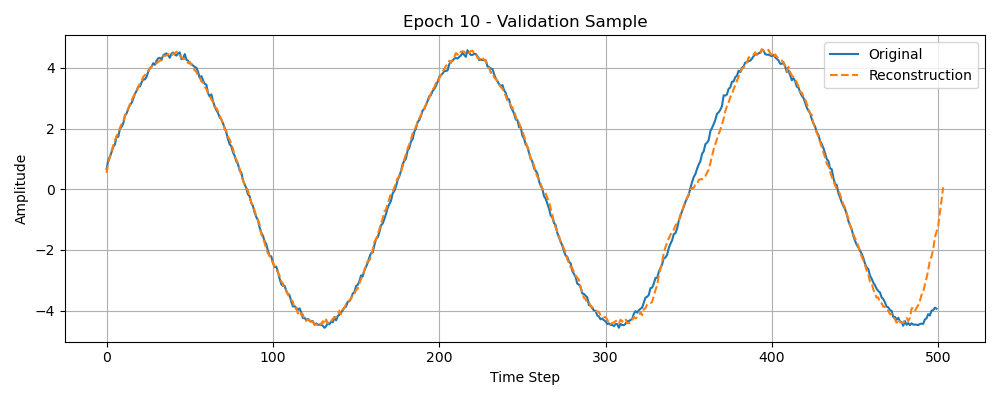 Epoch 10 - Validation Sample
Original
Reconstruction
Amplitude
4
2
0
−2
−4
0 100 200 300 400 500
Time Step